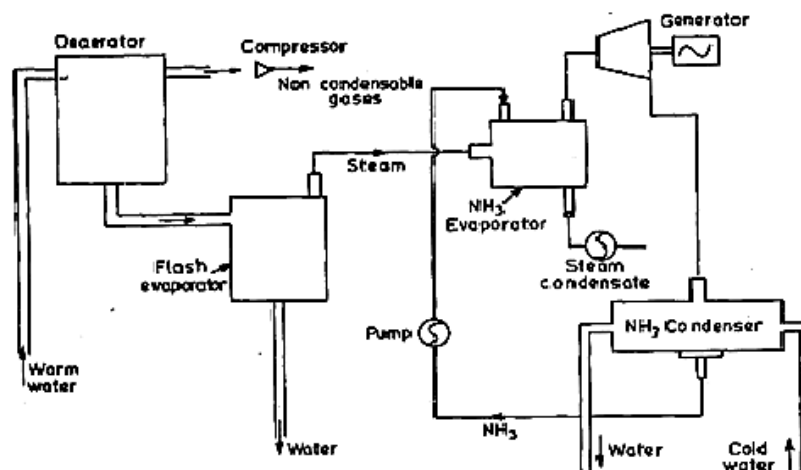 Generator
Deaerator
Compressor
Non condensable
gases
Steam
NH3
Evaporator
Flash
evaporator
Steam
condensate
Pump
NH3 Condenser
Warm
water
Water
NH3
Water
Cold
water